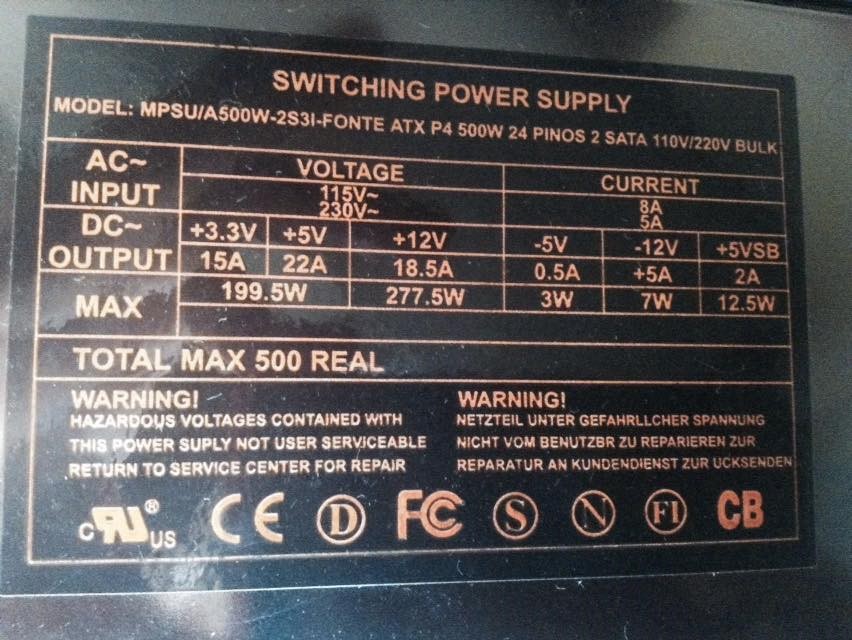 SWITCHING POWER SUPPLY
MODEL: MPSU/A500W-2S3I-FONTE ATX P4 500W 24 PINOS 2 SATA 110V/220V BULK
AC~ INPUT VOLTAGE CURRENT
115V~ 8A
230V~ 5A
DC~ OUTPUT +3.3V +5V +12V -5V -12V +5VSB
15A 22A 18.5A 0.5A +5A 2A
MAX 199.5W 277.5W 3W 7W 12.5W
TOTAL MAX 500 REAL
WARNING!
HAZARDOUS VOLTAGES CONTAINED WITH
THIS POWER SUPLY NOT USER SERVICEABLE
RETURN TO SERVICE CENTER FOR REPAIR
WARNING!
NETZTEIL UNTER GEFAHRLLCHER SPANNUNG
NICHT VOM BENUTZBR ZU REPARIEREN ZUR
REPARATUR AN KUNDENDIENST ZUR UCKSENDEN
c RU ® US CE D FC S N FI CB